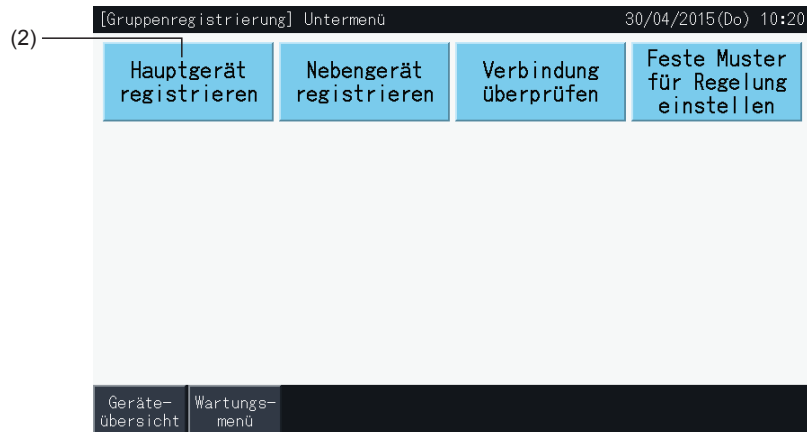 [Gruppenregistrierung] Untermenü 30/04/2015(Do) 10:20
(2)
Hauptgerät
registrieren
Nebengerät
registrieren
Verbindung
überprüfen
Feste Muster
für Regelung
einstellen
Geräte-
übersicht
Wartungs-
menü